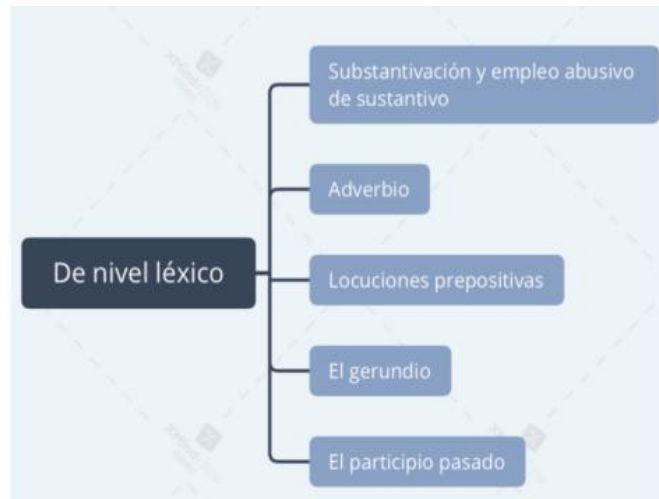 Substantivación y empleo abusivo
de sustantivo
Adverbio
De nivel léxico
Locuciones prepositivas
El gerundio
El participio pasado